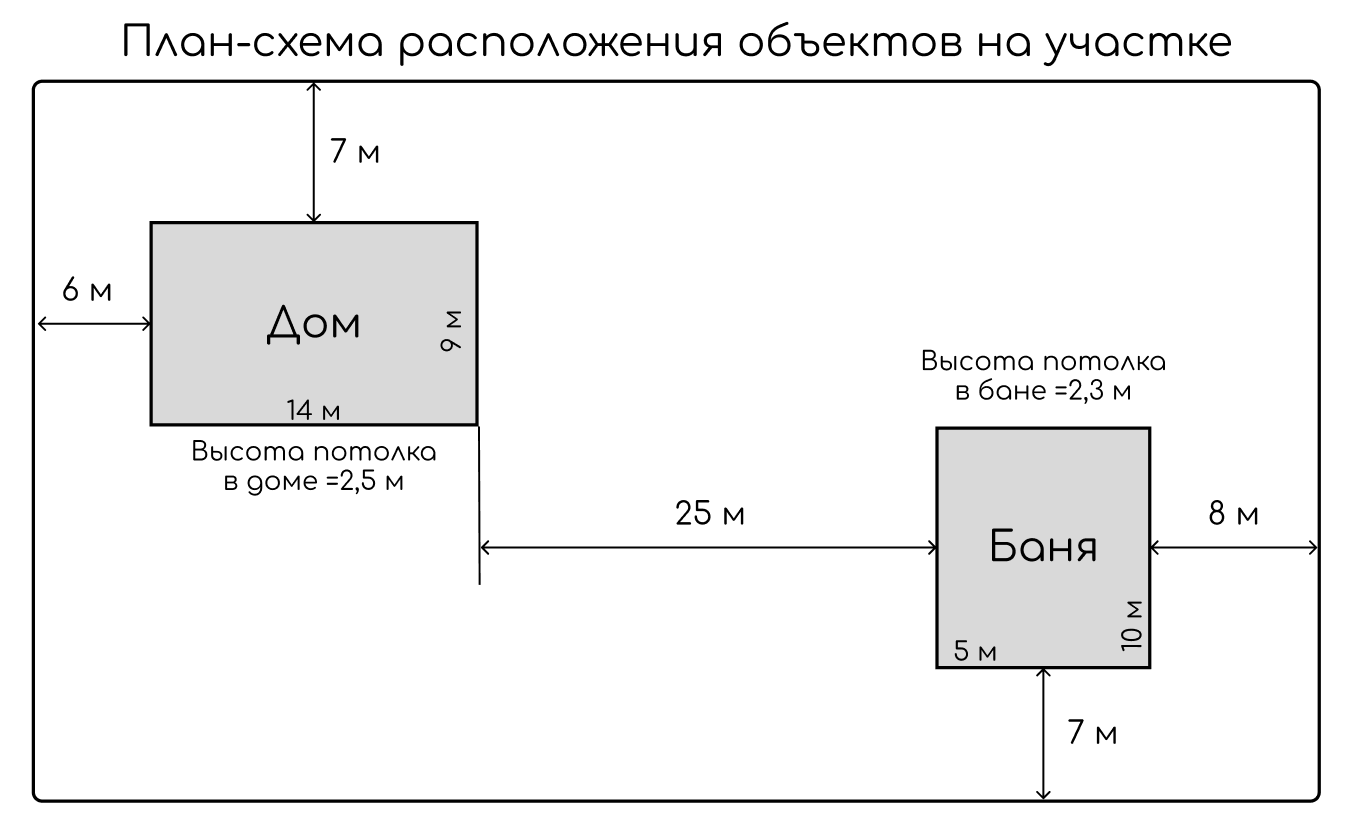 План-схема расположения объектов на участке
7 м
6 м
Дом
9 м
14 м
Высота потолка
в доме =2,5 м
Высота потолка
в бане =2,3 м
25 м
8 м
Баня
10 м
5 м
7 м